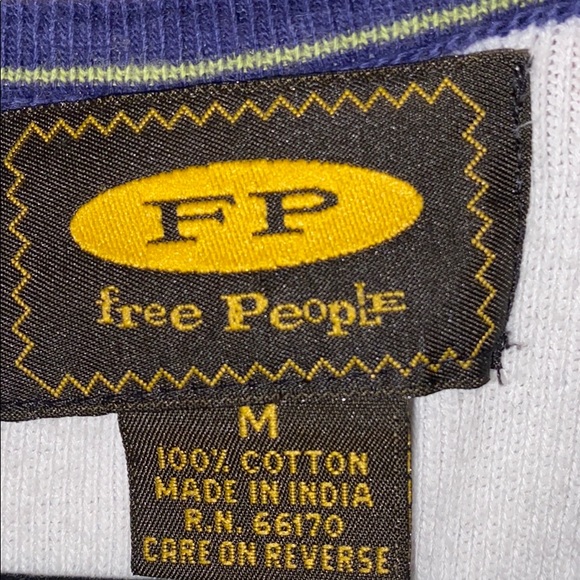 FP
free People
M
100% COTTON
MADE IN INDIA
R.N. 66170
CARE ON REVERSE